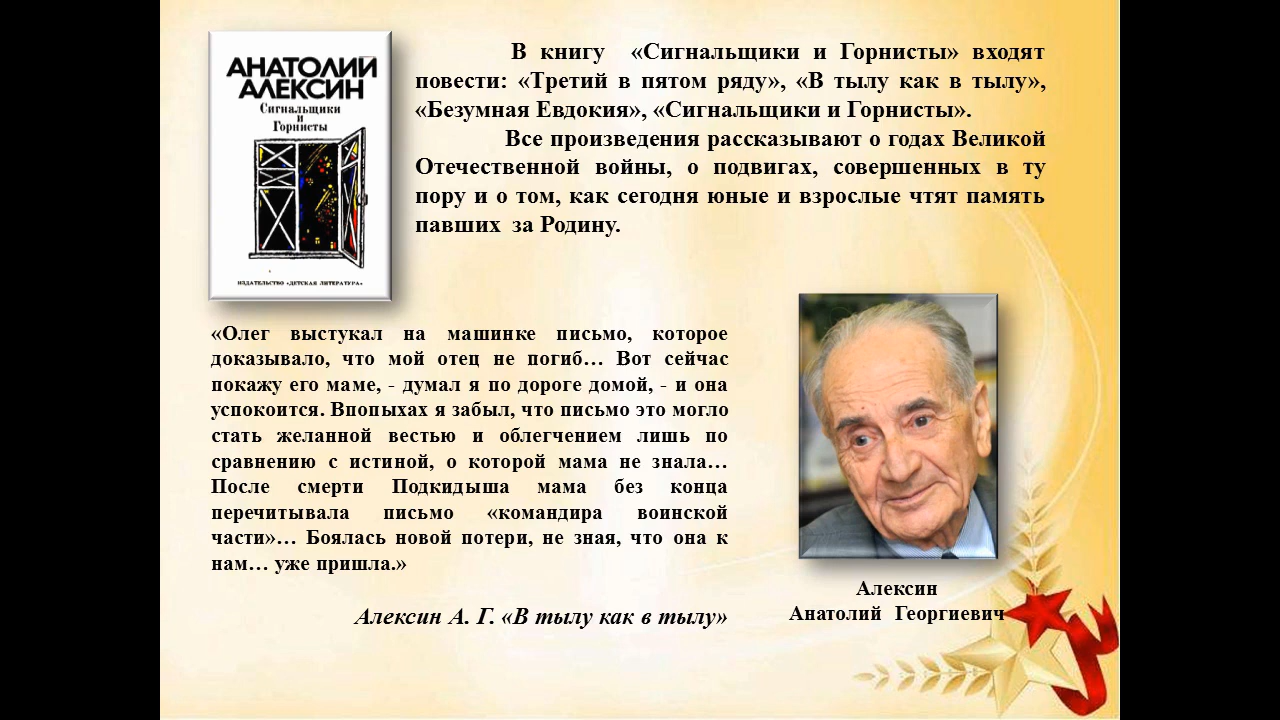 АНАТОЛИЙ
АЛЕКСИН
Сигнальщики
и
Горнисты
ИЗДАТЕЛЬСТВО «ДЕТСКАЯ ЛИТЕРАТУРА»
В книгу «Сигнальщики и Горнисты» входят
повести: «Третий в пятом ряду», «В тылу как в тылу»,
«Безумная Евдокия», «Сигнальщики и Горнисты».
Все произведения рассказывают о годах Великой
Отечественной войны, о подвигах, совершенных в ту
пору и о том, как сегодня юные и взрослые чтят память
павших за Родину.
«Олег выстукал на машинке письмо, которое
доказывало, что мой отец не погиб… Вот сейчас
покажу его маме, - думал я по дороге домой, - и она
успокоится. Впопыхах я забыл, что письмо это могло
стать желанной вестью и облегчением лишь по
сравнению с истиной, о которой мама не знала…
После смерти Подкидыша мама без конца
перечитывала письмо «командира воинской
части»… Боялась новой потери, не зная, что она к
нам… уже пришла.»
Алексин А. Г. «В тылу как в тылу»
Алексин
Анатолий Георгиевич